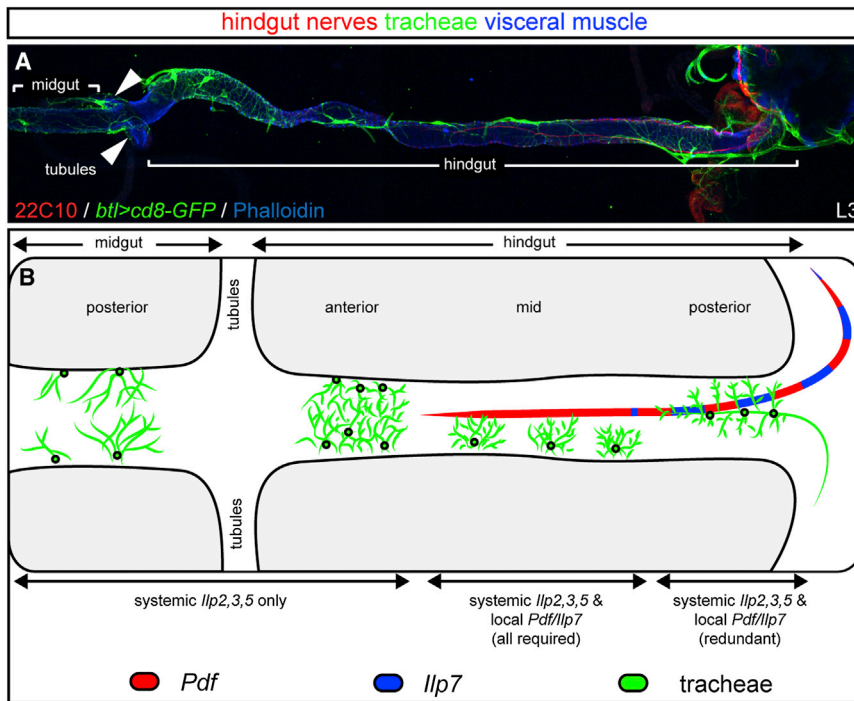 hindgut nerves tracheae visceral muscle
A
midgut
tubules
hindgut
22C10 / btl>cd8-GFP / Phalloidin
L3
midgut
hindgut
B
posterior
tubules
anterior
mid
posterior
tubules
systemic Ilp2,3,5 only
systemic Ilp2,3,5 &
local Pdf/Ilp7
(all required)
systemic Ilp2,3,5 &
local Pdf/Ilp7
(redundant)
Pdf
Ilp7
tracheae